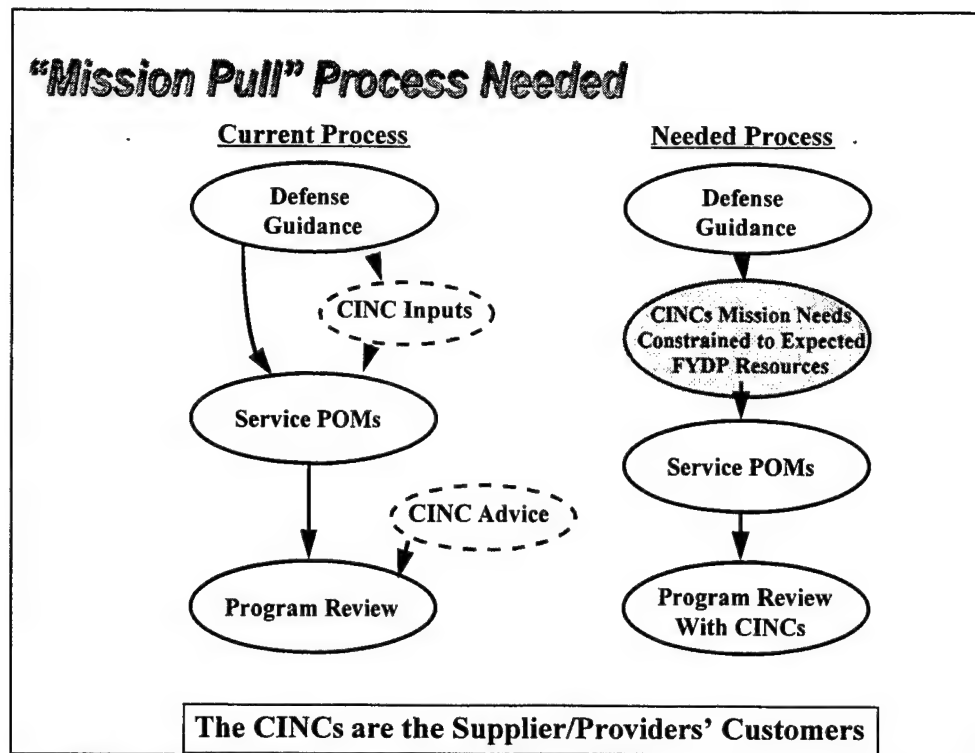 “Mission Pull” Process Needed
Current Process
Defense
Guidance
CINC Inputs
Service POMs
CINC Advice
Program Review
Needed Process
Defense
Guidance
CINCs Mission Needs
Constrained to Expected
FYDP Resources
Service POMs
Program Review
With CINCs
The CINCs are the Supplier/Providers’ Customers